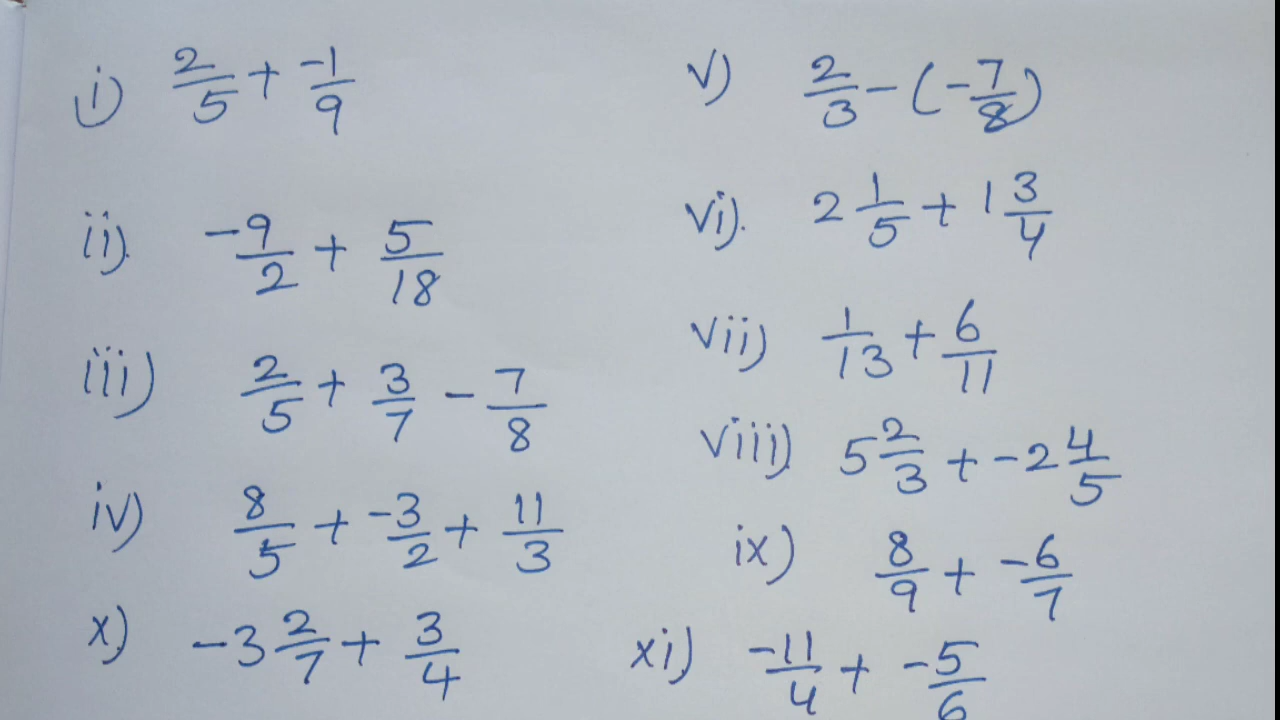 i) 2/5 + -1/9
ii). -9/2 + 5/18
iii) 2/5 + 3/7 - 7/8
iv) 8/5 + -3/2 + 11/3
x) -3 2/7 + 3/4
v) 2/3 - (-7/8)
vi). 2 1/5 + 1 3/4
vii) 1/13 + 6/11
viii) 5 2/3 + -2 4/5
ix) 8/9 + -6/7
xi) -11/4 + -5/6